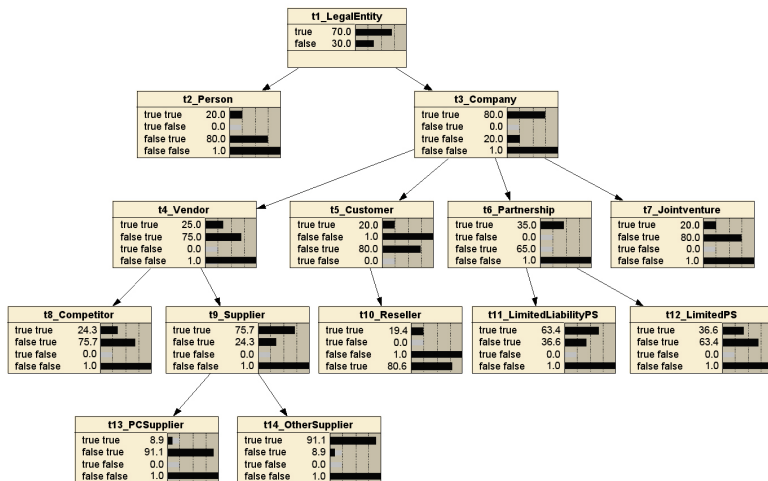 t1_LegalEntity
true 70.0
false 30.0
t2_Person
true true 20.0
true false 0.0
false true 80.0
false false 1.0
t3_Company
true true 80.0
true false 0.0
false true 20.0
false false 1.0
t4_Vendor
true true 25.0
false true 75.0
true false 0.0
false false 1.0
t5_Customer
true true 20.0
false true 1.0
true false 80.0
false false 0.0
t6_Partnership
true true 35.0
true false 0.0
false true 65.0
false false 1.0
t7_Jointventure
true true 20.0
false true 80.0
true false 0.0
false false 1.0
t8_Competitor
true true 24.3
false true 75.7
true false 0.0
false false 1.0
t9_Supplier
true true 75.7
false true 24.3
true false 0.0
false false 1.0
t10_Reseller
true true 19.4
false true 0.0
true false 1.0
false false 80.6
t11_LimitedLiabilityPS
true true 63.4
false true 36.6
true false 0.0
false false 1.0
t12_LimitedPS
true true 36.6
false true 63.4
true false 0.0
false false 1.0
t13_PCSupplier
true true 8.9
false true 91.1
true false 0.0
false false 1.0
t14_OtherSupplier
true true 91.1
false true 8.9
true false 0.0
false false 1.0